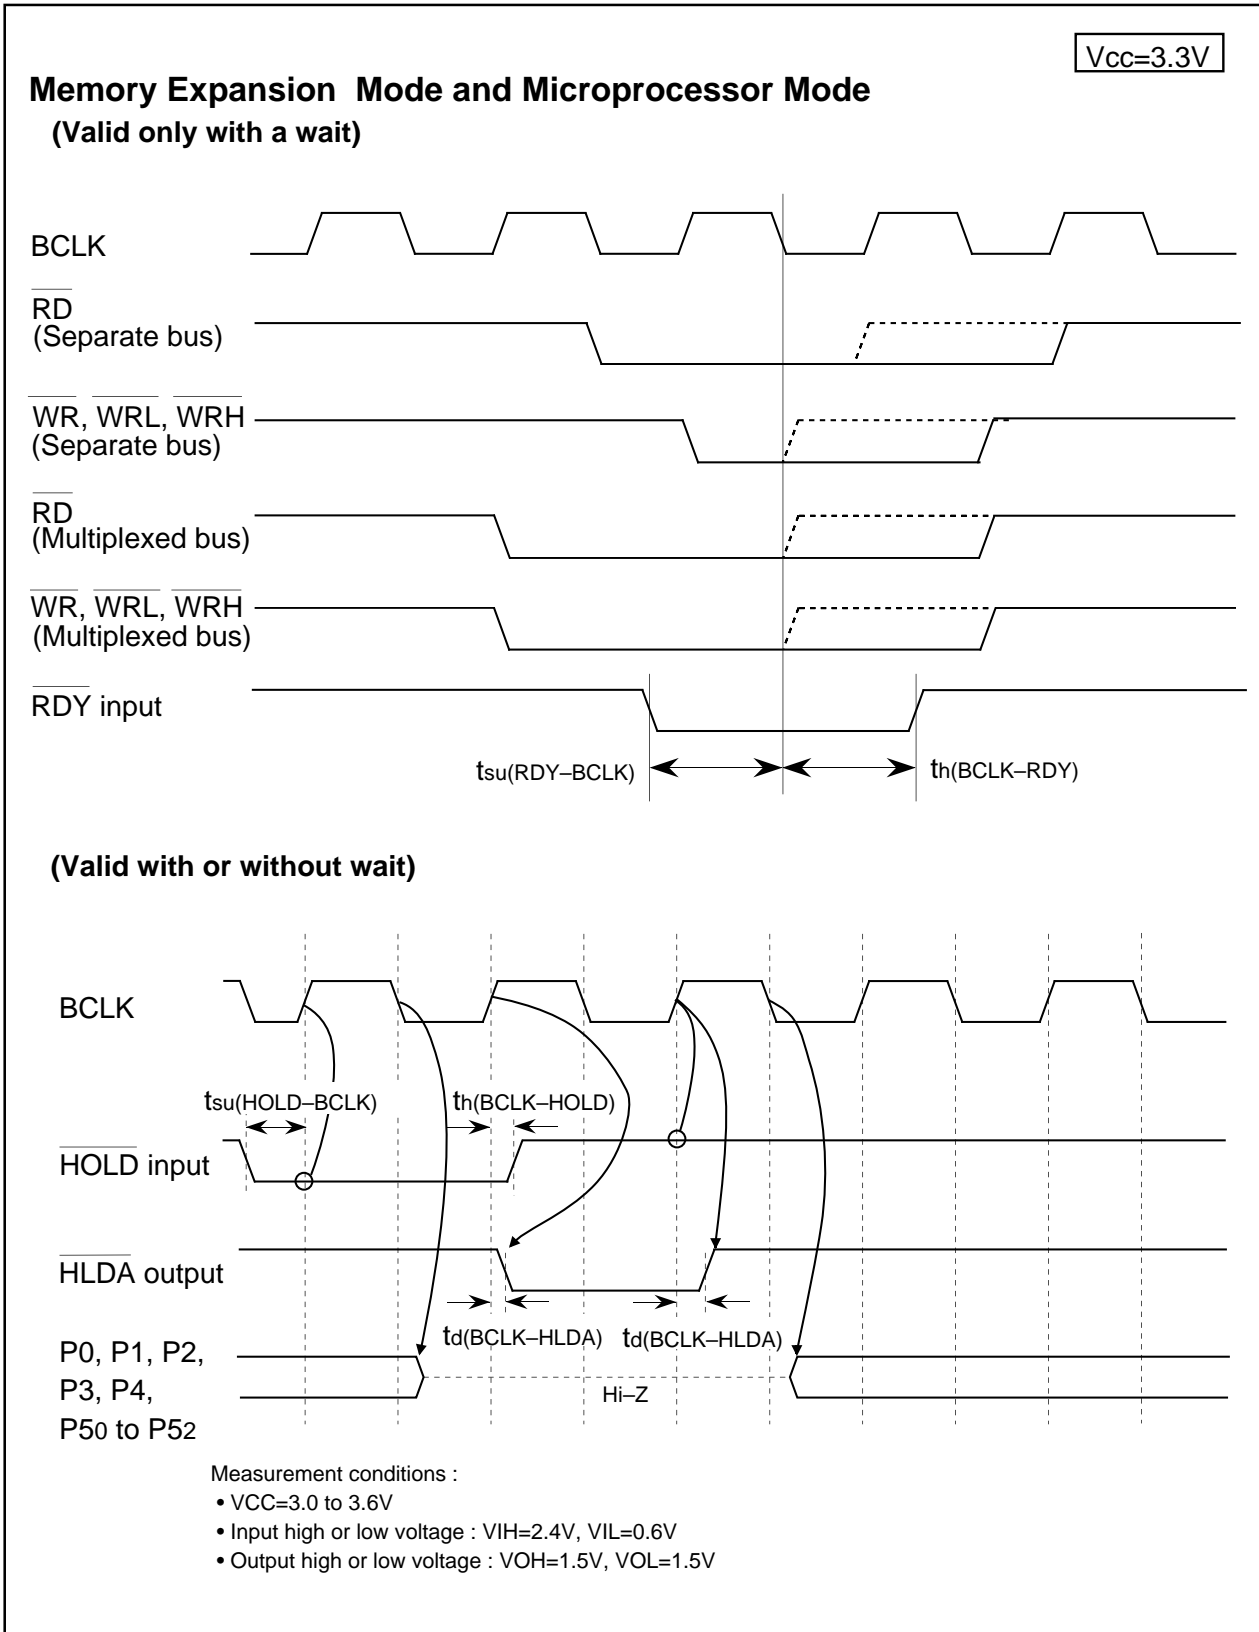 Vcc=3.3V
Memory Expansion Mode and Microprocessor Mode
(Valid only with a wait)
BCLK
RD
(Separate bus)
WR, WRL, WRH
(Separate bus)
RD
(Multiplexed bus)
WR, WRL, WRH
(Multiplexed bus)
RDY input
tsu(RDY–BCLK)
th(BCLK–RDY)
(Valid with or without wait)
BCLK
tsu(HOLD–BCLK)
th(BCLK–HOLD)
HOLD input
HLDA output
td(BCLK–HLDA)
td(BCLK–HLDA)
P0, P1, P2,
P3, P4,
P50 to P52
Hi–Z
Measurement conditions :
• VCC=3.0 to 3.6V
• Input high or low voltage : VIH=2.4V, VIL=0.6V
• Output high or low voltage : VOH=1.5V, VOL=1.5V